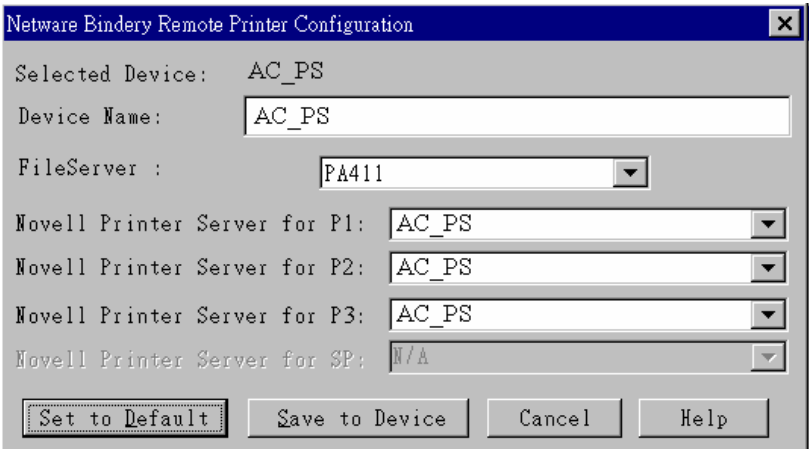 Netware Bindery Remote Printer Configuration
Selected Device: AC_PS
Device Name: AC_PS
FileServer : PA411
Novell Printer Server for P1: AC_PS
Novell Printer Server for P2: AC_PS
Novell Printer Server for P3: AC_PS
Novell Printer Server for SP: N/A
Set to Default Save to Device Cancel Help